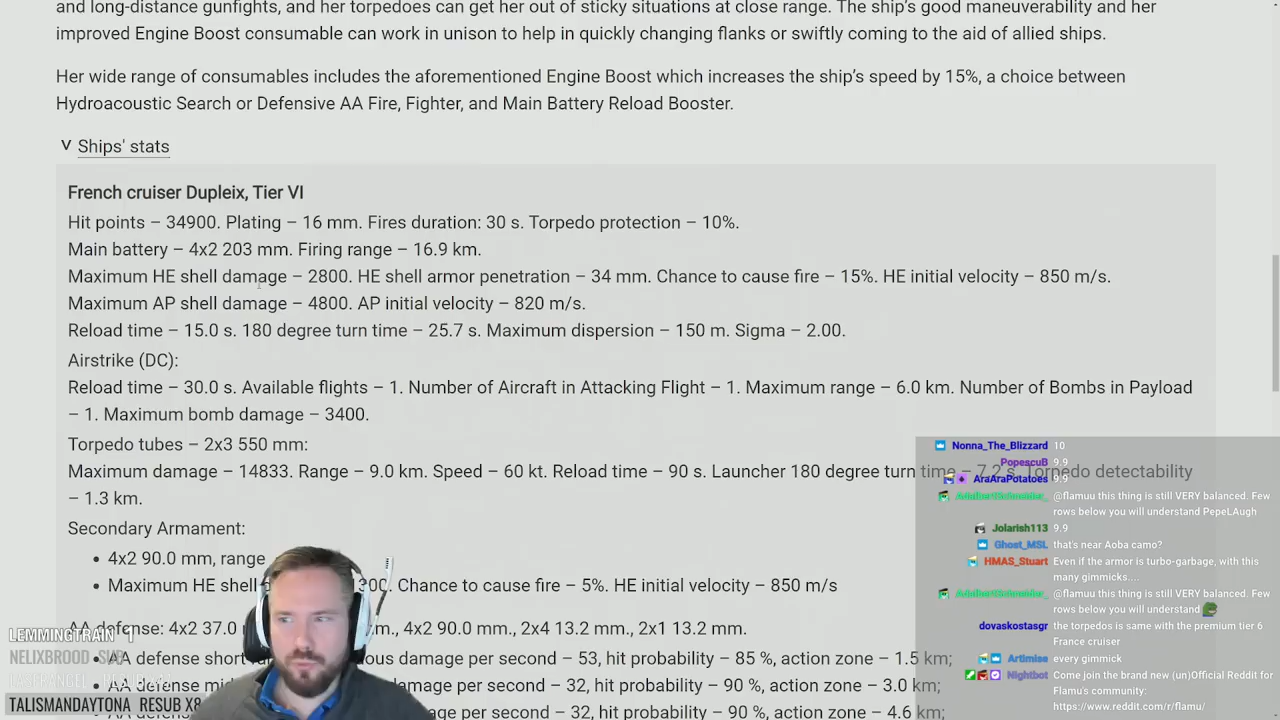 and long-distance gunfights, and her torpedoes can get her out of sticky situations at close range. The ship's good maneuverability and her
improved Engine Boost consumable can work in unison to help in quickly changing flanks or swiftly coming to the aid of allied ships.
Her wide range of consumables includes the aforementioned Engine Boost which increases the ship's speed by 15%, a choice between
Hydroacoustic Search or Defensive AA Fire, Fighter, and Main Battery Reload Booster.
Ships' stats
French cruiser Dupleix, Tier VI
Hit points – 34900. Plating – 16 mm. Fires duration: 30 s. Torpedo protection – 10%.
Main battery – 4x2 203 mm. Firing range – 16.9 km.
Maximum HE shell damage – 2800. HE shell armor penetration – 34 mm. Chance to cause fire – 15%. HE initial velocity – 850 m/s.
Maximum AP shell damage – 4800. AP initial velocity – 820 m/s.
Reload time – 15.0 s. 180 degree turn time – 25.7 s. Maximum dispersion – 150 m. Sigma – 2.00.
Airstrike (DC):
Reload time – 30.0 s. Available flights – 1. Number of Aircraft in Attacking Flight – 1. Maximum range – 6.0 km. Number of Bombs in Payload
– 1. Maximum bomb damage – 3400.
Torpedo tubes – 2x3 550 mm:
Maximum damage – 14833. Range – 9.0 km. Speed – 60 kt. Reload time – 90 s. Launcher 180 degree turn time – 7.2 s. Torpedo detectability
– 1.3 km.
Secondary Armament:
• 4x2 90.0 mm, range
• Maximum HE shell 300. Chance to cause fire – 5%. HE initial velocity – 850 m/s
AA defense: 4x2 37.0 m., 4x2 90.0 mm., 2x4 13.2 mm., 2x1 13.2 mm.
• AA defense short damage per second – 53, hit probability – 85 %, action zone – 1.5 km;
• AA defense damage per second – 32, hit probability – 90 %, action zone – 3.0 km;
per second – 32, hit probability – 90 %, action zone – 4.6 km;
Nonna_The_Blizzard 10
PopescuB 9.9
AraAraPotatoes 9.9
@flamuu this thing is still VERY balanced. Few
rows below you will understand PepeLAugh
Jolarish113 9.9
Ghost_MSL that's near Aoba camo?
HMAS_Stuart Even if the armor is turbo-garbage, with this
many gimmicks....
@flamuu this thing is still VERY balanced. Few
rows below you will understand
dovaskostasgr the torpedos is same with the premium tier 6
France cruiser
Artimise every gimmick
Nightbot Come join the brand new (un)Official Reddit for
Flamu's community:
https://www.reddit.com/r/flamu/
LEMMINGTRAIN 1
NELIXBROOD SUB
TALISMANDAYTONA RESUB X8